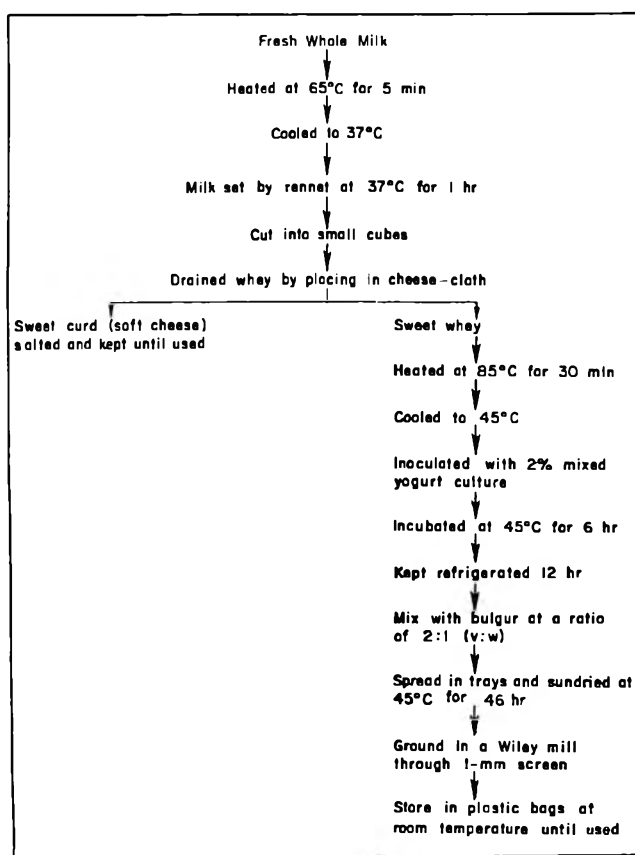 Fresh Whole Milk
Heated at 65°C for 5 min
Cooled to 37°C
Milk set by rennet at 37°C for 1 hr
Cut into small cubes
Drained whey by placing in cheese-cloth
Sweet curd (soft cheese)
salted and kept until used
Sweet whey
Heated at 85°C for 30 min
Cooled to 45°C
Inoculated with 2% mixed
yogurt culture
Incubated at 45°C for 6 hr
Kept refrigerated 12 hr
Mix with bulgur at a ratio
of 2:1 (v:w)
Spread in trays and sundried at
45°C for 46 hr
Ground in a Wiley mill
through 1-mm screen
Store in plastic bags at
room temperature until used